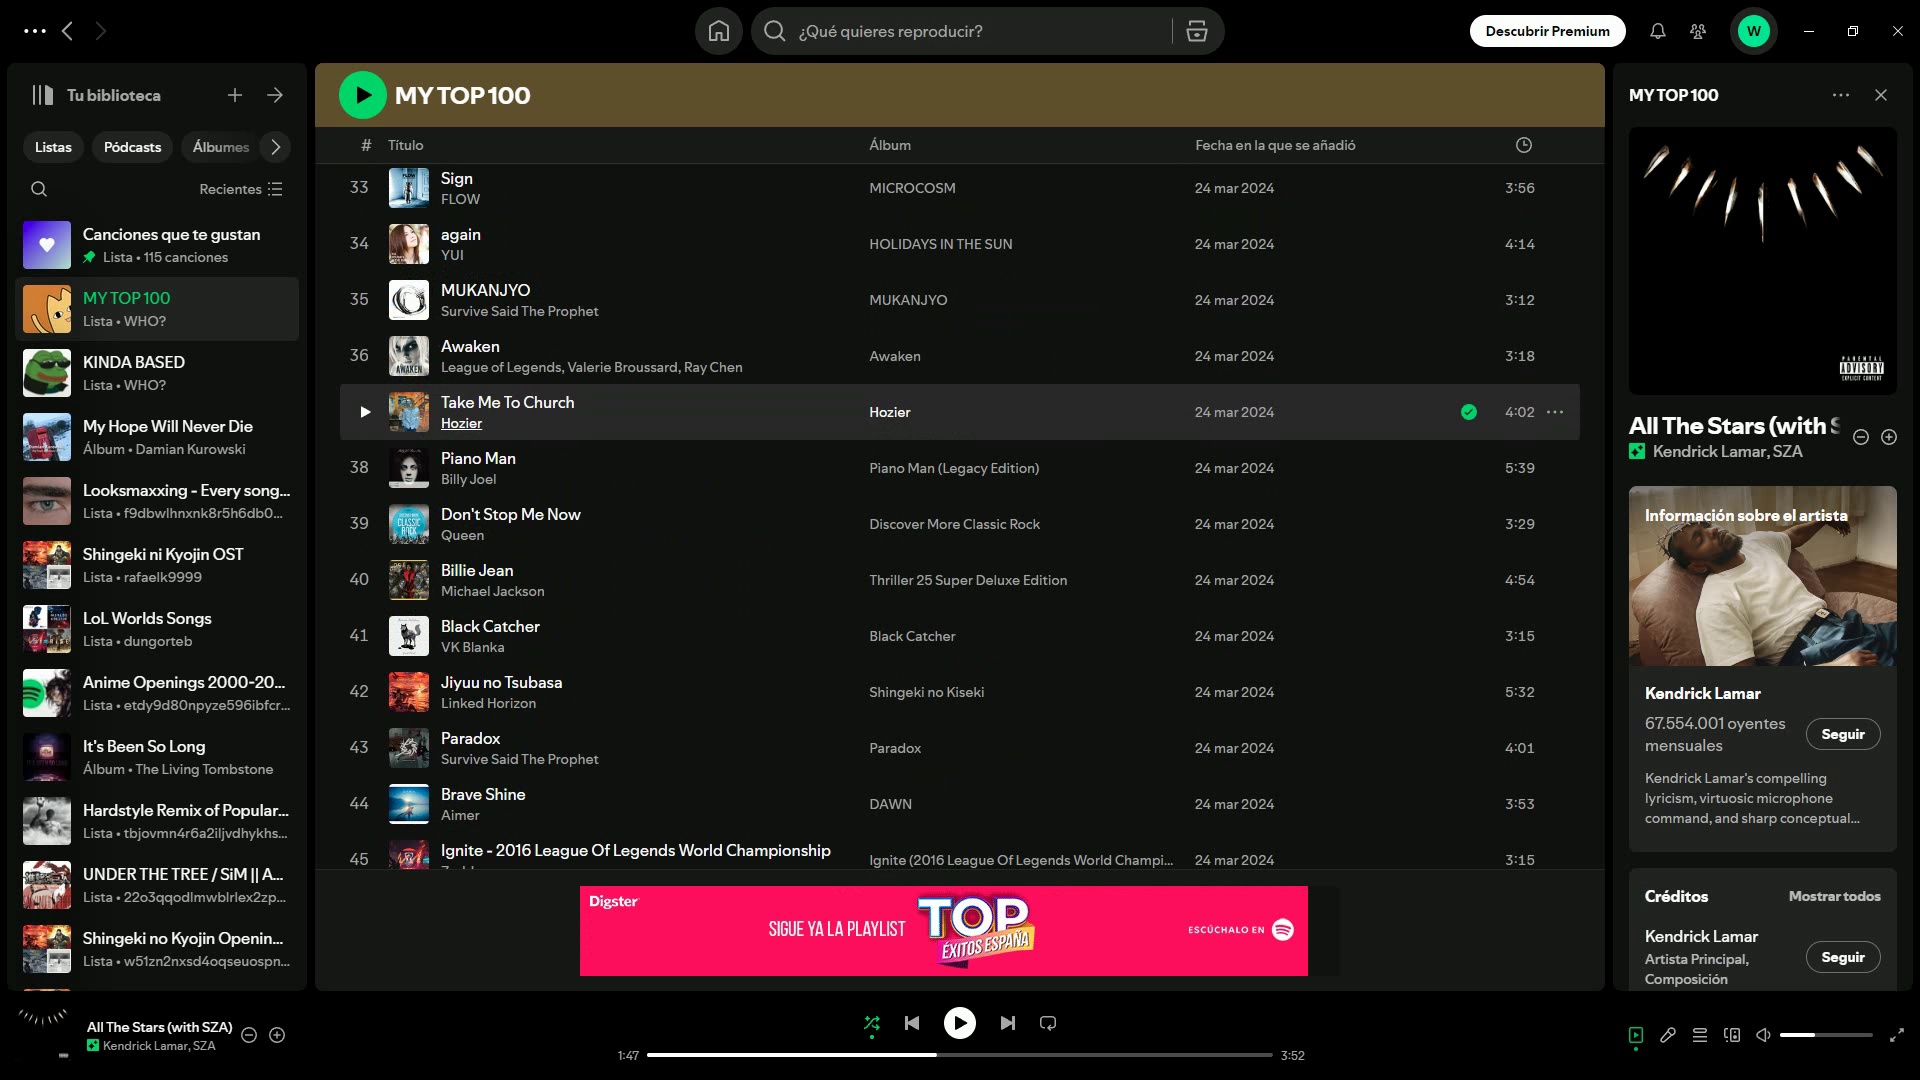 ¿Qué quieres reproducir?
Descubrir Premium
W
Tu biblioteca
Listas
Pódcasts
Álbumes
Recientes
Canciones que te gustan
Lista • 115 canciones
MY TOP 100
Lista • WHO?
KINDA BASED
Lista • WHO?
My Hope Will Never Die
Álbum • Damian Kurowski
Looksmaxxing - Every song...
Lista • f9dbwlhnxnk8r5h6db0...
Shingeki ni Kyojin OST
Lista • rafaelk9999
LoL Worlds Songs
Lista • dungorteb
Anime Openings 2000-20...
Lista • etdy9d80npyze596ibfcr...
It's Been So Long
Álbum • The Living Tombstone
Hardstyle Remix of Popular...
Lista • tbjovmn4r6a2iljvdhykhs...
UNDER THE TREE / SiM || A...
Lista • 22o3qqodlmwblrlex2zp...
Shingeki no Kyojin Openin...
Lista • w51zn2nxsd4oqseuospn...
MY TOP 100
# Título Álbum Fecha en la que se añadió
33 Sign MICROCOSM 24 mar 2024 3:56
FLOW
34 again HOLIDAYS IN THE SUN 24 mar 2024 4:14
YUI
35 MUKANJYO MUKANJYO 24 mar 2024 3:12
Survive Said The Prophet
36 Awaken Awaken 24 mar 2024 3:18
League of Legends, Valerie Broussard, Ray Chen
Take Me To Church Hozier 24 mar 2024 4:02
Hozier
38 Piano Man Piano Man (Legacy Edition) 24 mar 2024 5:39
Billy Joel
39 Don't Stop Me Now Discover More Classic Rock 24 mar 2024 3:29
Queen
40 Billie Jean Thriller 25 Super Deluxe Edition 24 mar 2024 4:54
Michael Jackson
41 Black Catcher Black Catcher 24 mar 2024 3:15
VK Blanka
42 Jiyuu no Tsubasa Shingeki no Kiseki 24 mar 2024 5:32
Linked Horizon
43 Paradox Paradox 24 mar 2024 4:01
Survive Said The Prophet
44 Brave Shine DAWN 24 mar 2024 3:53
Aimer
45 Ignite - 2016 League Of Legends World Championship Ignite (2016 League Of Legends World Champi... 24 mar 2024 3:15
Digster
SIGUE YA LA PLAYLIST
TOP
ÉXITOS ESPAÑA
ESCÚCHALO EN
MY TOP 100
PARENTAL
ADVISORY
EXPLICIT CONTENT
All The Stars (with S
Kendrick Lamar, SZA
Información sobre el artista
Kendrick Lamar
67.554.001 oyentes
mensuales
Seguir
Kendrick Lamar's compelling
lyricism, virtuosic microphone
command, and sharp conceptual...
Créditos
Mostrar todos
Kendrick Lamar
Artista Principal,
Composición
Seguir
All The Stars (with SZA)
Kendrick Lamar, SZA
1:47
3:52